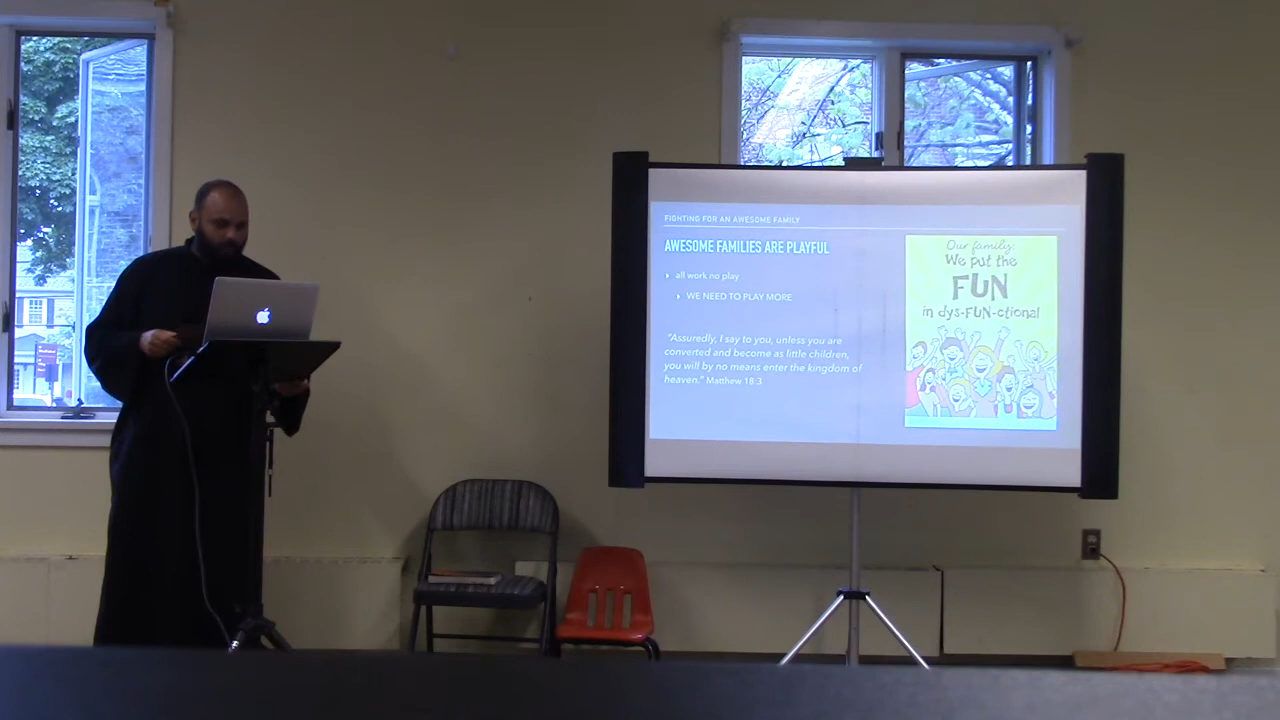 FIGHTING FOR AN AWESOME FAMILY
AWESOME FAMILIES ARE PLAYFUL
all work no play
WE NEED TO PLAY MORE
"Assuredly, I say to you, unless you are
converted and become as little children,
you will by no means enter the kingdom of
heaven." Matthew 18:3
Our family:
We put the
FUN
in dys-FUN-ctional